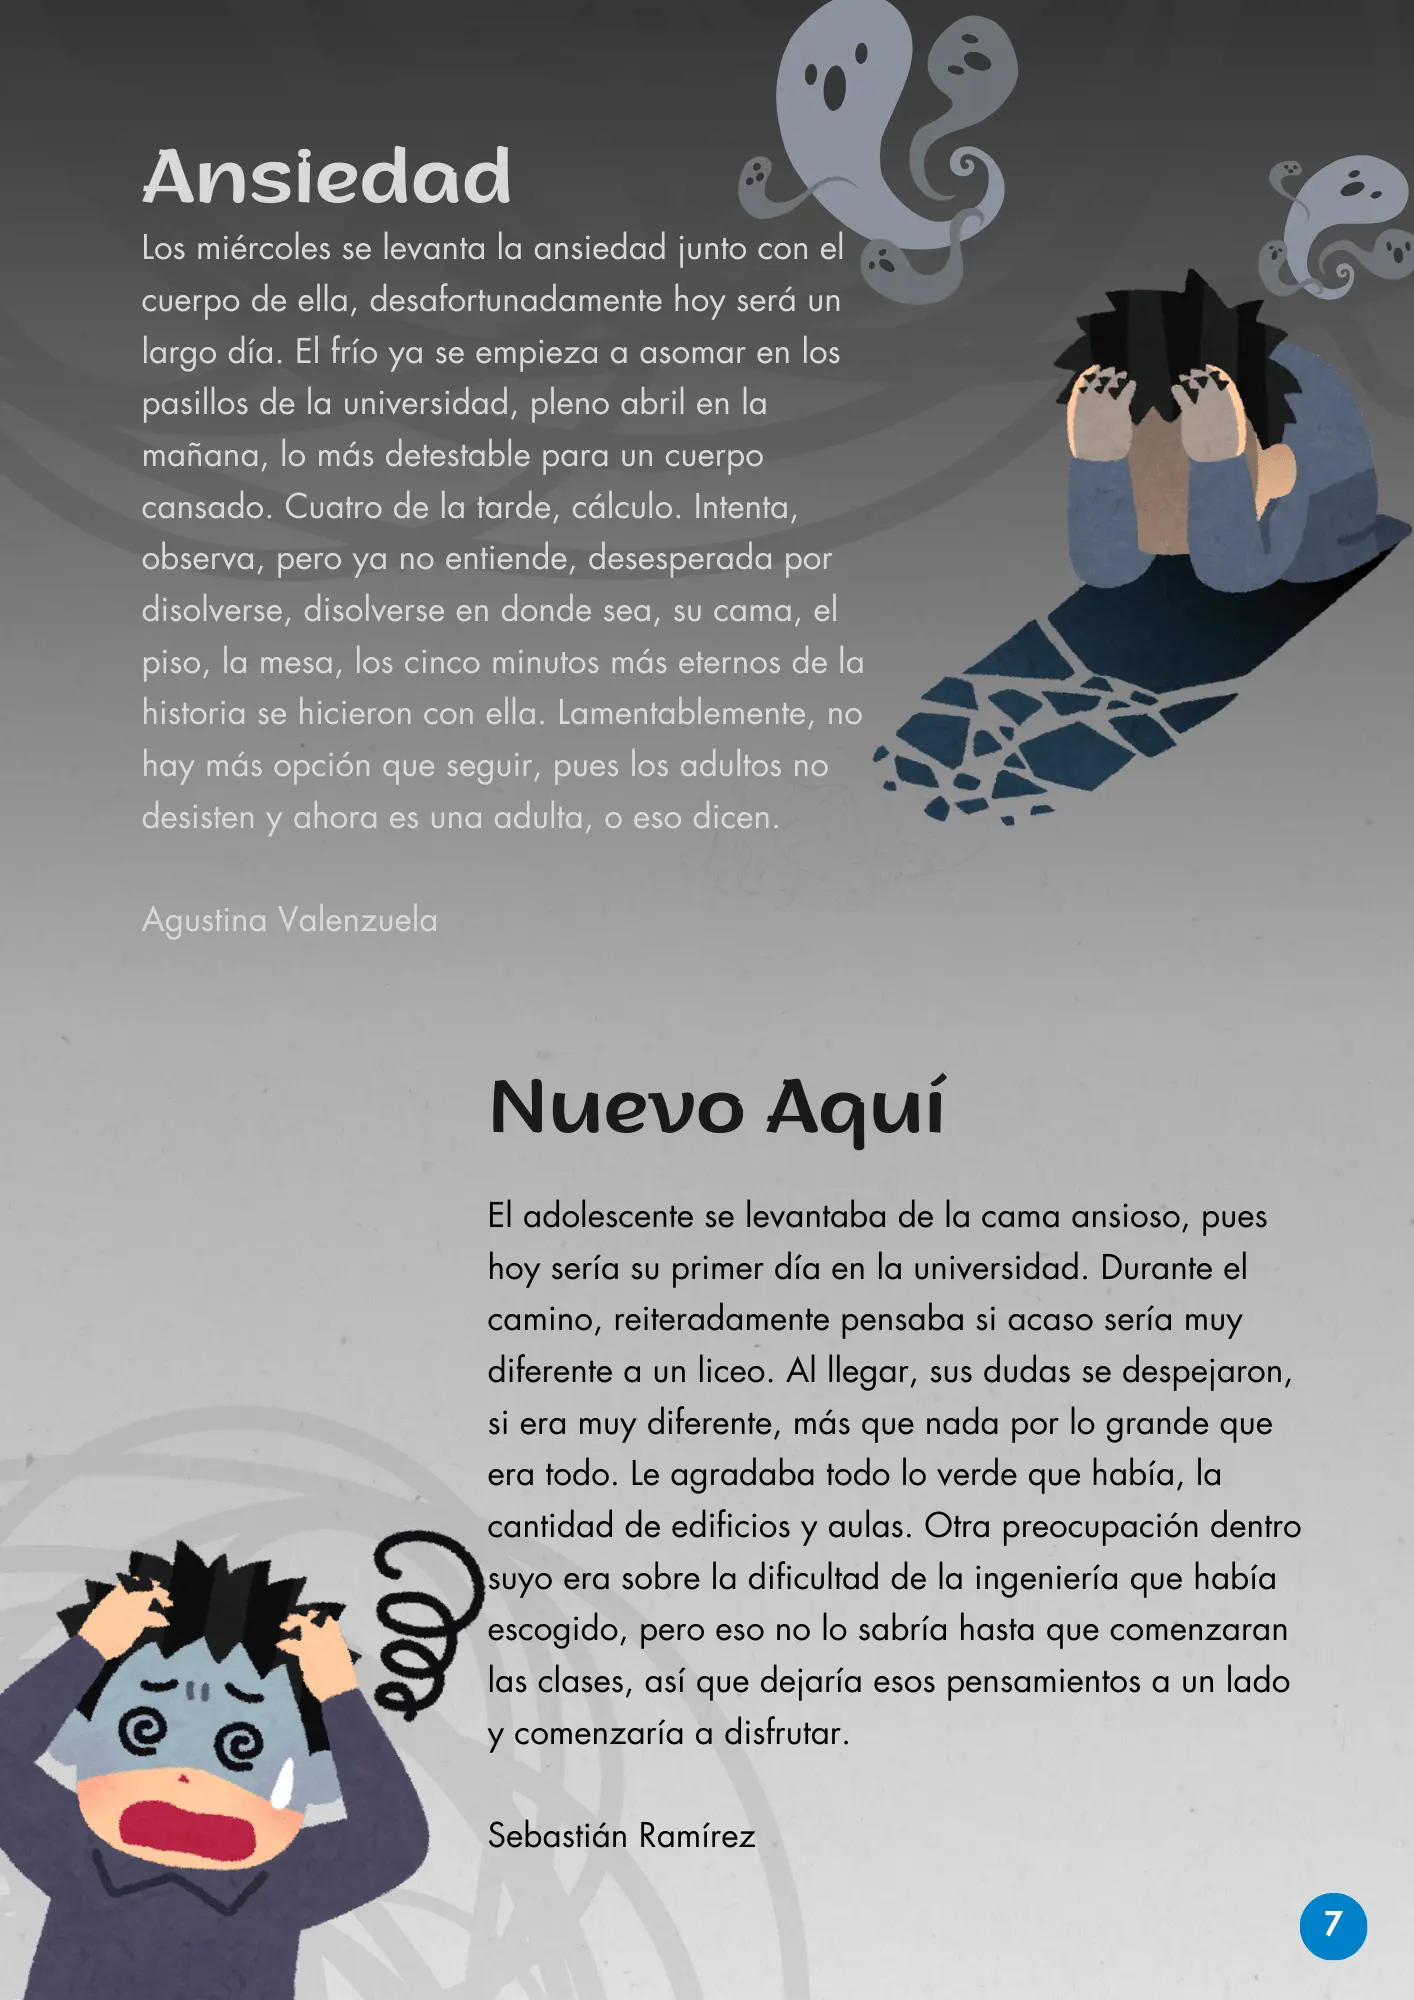 Ansiedad
Los miércoles se levanta la ansiedad junto con el
cuerpo de ella, desafortunadamente hoy será un
largo día. El frío ya se empieza a asomar en los
pasillos de la universidad, pleno abril en la
mañana, lo más detestable para un cuerpo
cansado. Cuatro de la tarde, cálculo. Intenta,
observa, pero ya no entiende, desesperada por
disolverse, disolverse en donde sea, su cama, el
piso, la mesa, los cinco minutos más eternos de la
historia se hicieron con ella. Lamentablemente, no
hay más opción que seguir, pues los adultos no
desisten y ahora es una adulta, o eso dicen.
Agustina Valenzuela
Nuevo Aquí
El adolescente se levantaba de la cama ansioso, pues
hoy sería su primer día en la universidad. Durante el
camino, reiteradamente pensaba si acaso sería muy
diferente a un liceo. Al llegar, sus dudas se despejaron,
si era muy diferente, más que nada por lo grande que
era todo. Le agradaba todo lo verde que había, la
cantidad de edificios y aulas. Otra preocupación dentro
suyo era sobre la dificultad de la ingeniería que había
escogido, pero eso no lo sabría hasta que comenzaran
las clases, así que dejaría esos pensamientos a un lado
y comenzaría a disfrutar.
Sebastián Ramírez
7